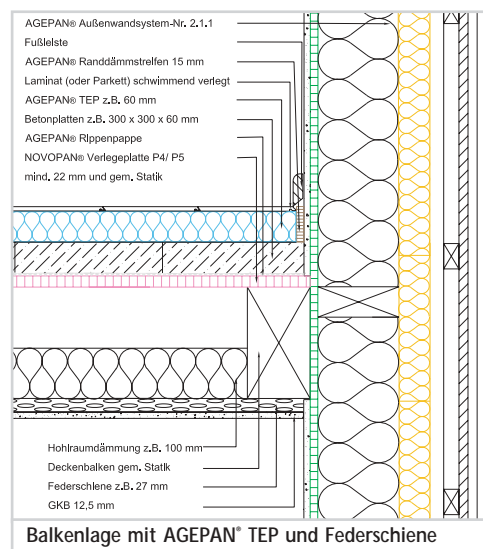 AGEPAN® Außenwandsystem-Nr. 2.1.1
Fußleiste
AGEPAN® Randdämmstreifen 15 mm
Laminat (oder Parkett) schwimmend verlegt
AGEPAN® TEP z.B. 60 mm
Betonplatten z.B. 300 x 300 x 60 mm
AGEPAN® Rippenpappe
NOVOPAN® Verlegeplatte P4/ P5
mind. 22 mm und gem. Statik
Hohlraumdämmung z.B. 100 mm
Deckenbalken gem. Statik
Federschiene z.B. 27 mm
GKB 12,5 mm
Balkenlage mit AGEPAN® TEP und Federschiene